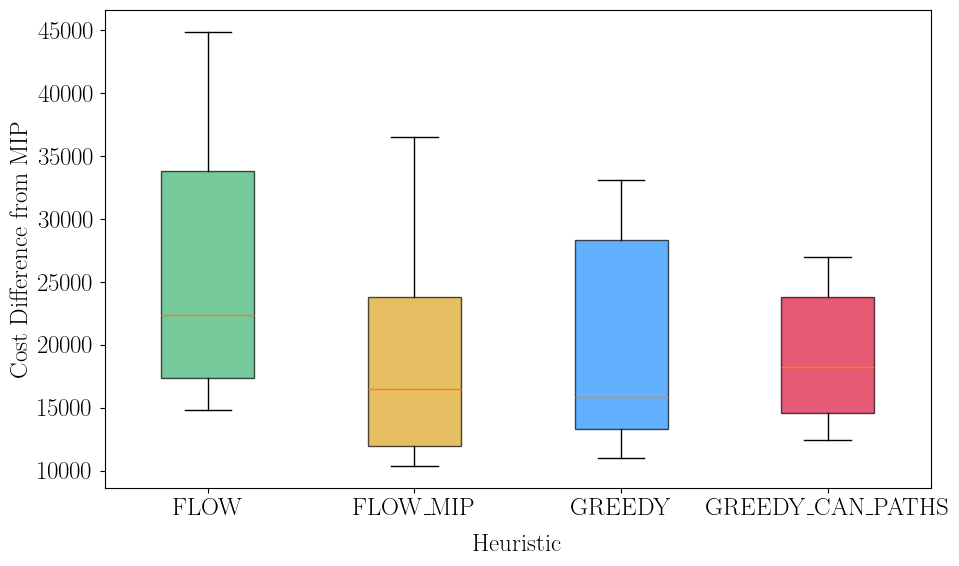 Cost Difference from MIP
45000
40000
35000
30000
25000
20000
15000
10000
FLOW FLOW_MIP GREEDY GREEDY_CAN_PATHS
Heuristic